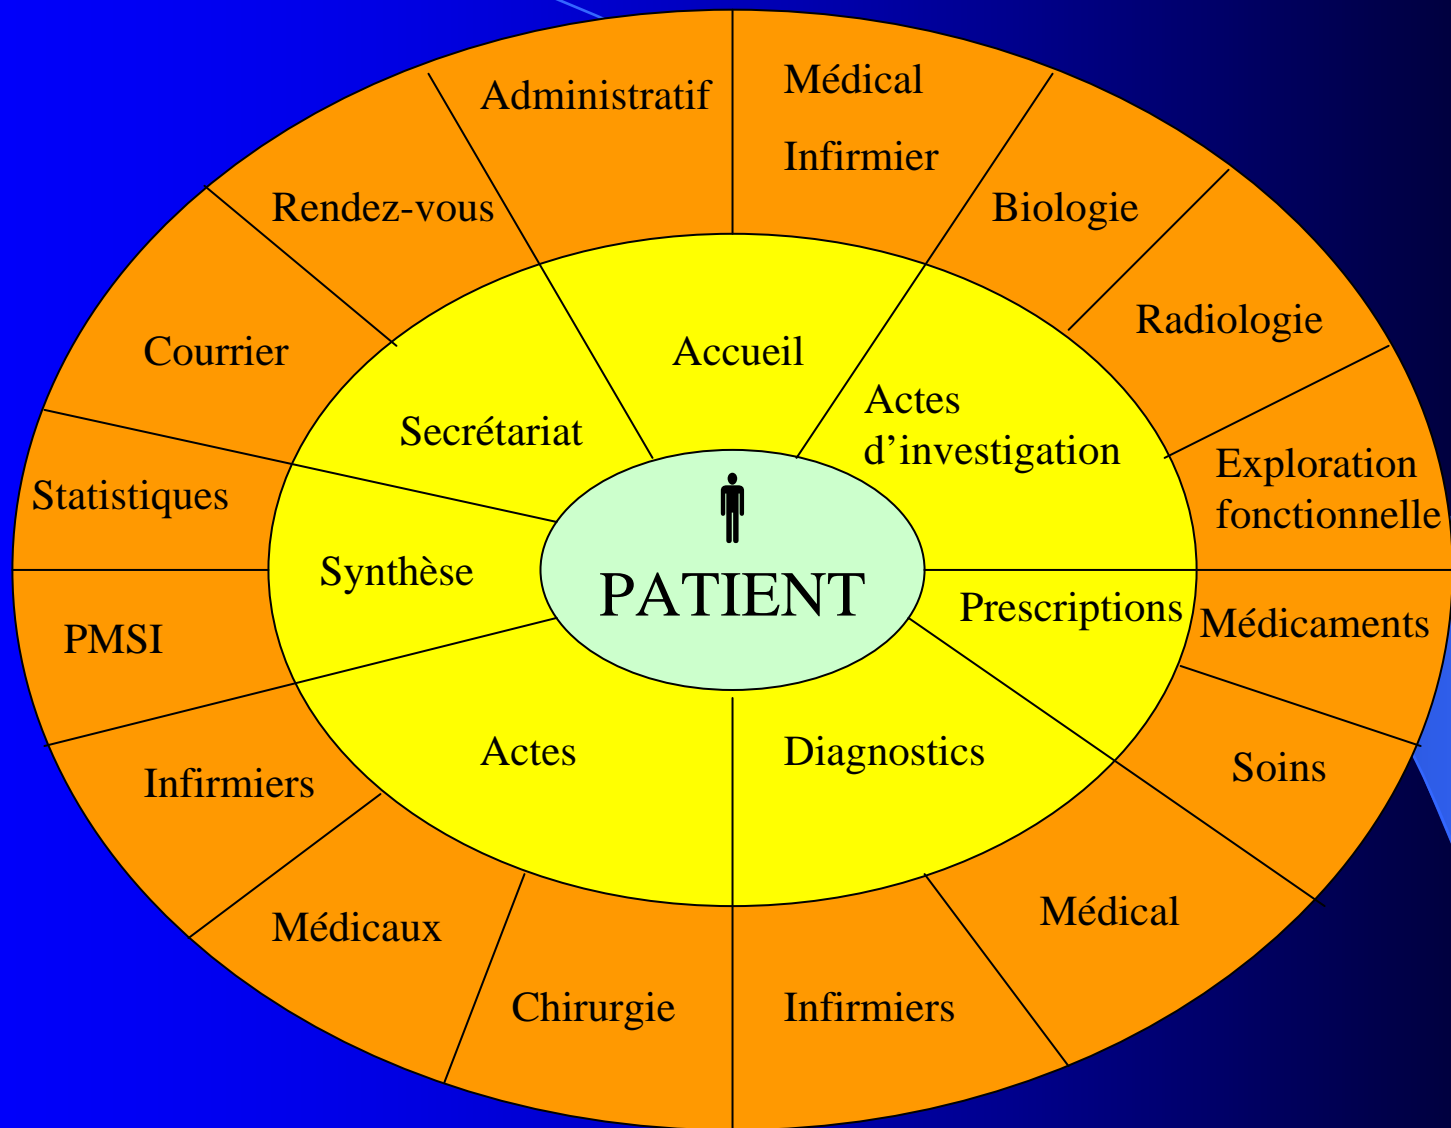 Administratif
Médical
Infirmier
Rendez-vous
Biologie
Courrier
Accueil
Radiologie
Secrétariat
Actes
d’investigation
Statistiques
Exploration
fonctionnelle
Synthèse
PATIENT
Prescriptions
Médicaments
PMSI
Infirmiers
Actes
Diagnostics
Soins
Médicaux
Médical
Chirurgie
Infirmiers